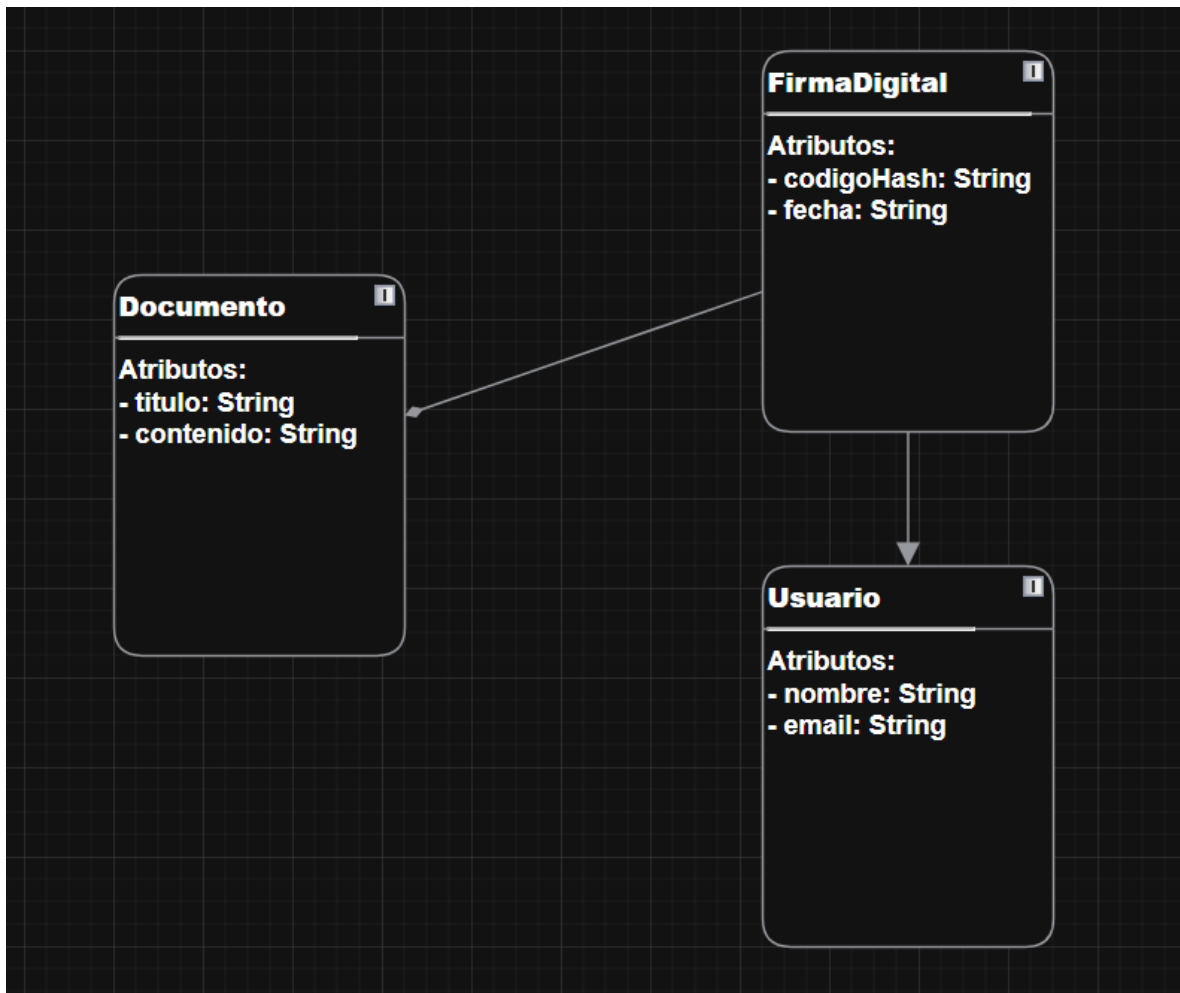 FirmaDigital
Atributos:
- codigoHash: String
- fecha: String
Documento
Atributos:
- titulo: String
- contenido: String
Usuario
Atributos:
- nombre: String
- email: String